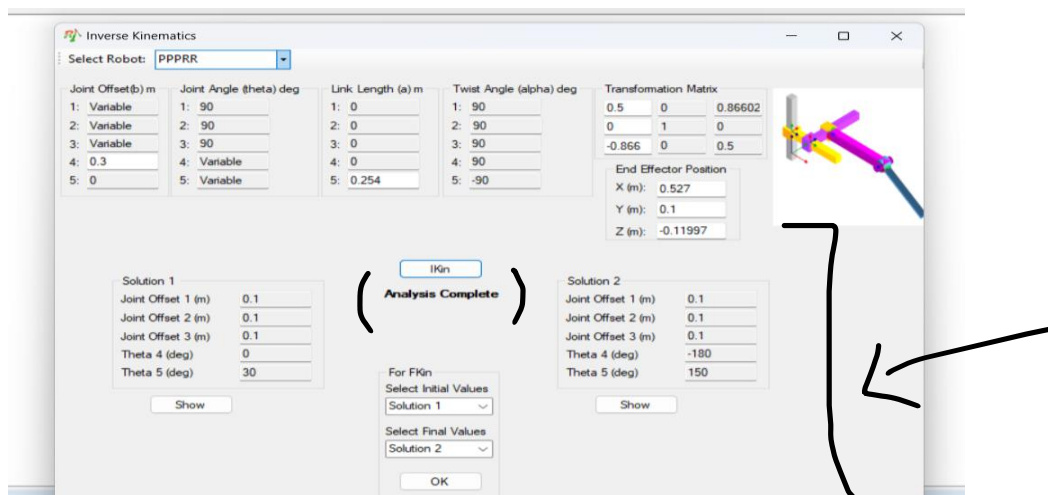 Inverse Kinematics
Select Robot: PPPRR
Joint Offset(b) m Joint Angle (theta) deg Link Length (a) m Twist Angle (alpha) deg Transformation Matrix
1: Variable 1: 90 1: 0 1: 90 0.5 0 0.86602
2: Variable 2: 90 2: 0 2: 90 0 1 0
3: Variable 3: 90 3: 0 3: 90 -0.866 0 0.5
4: 0.3 4: Variable 4: 0 4: 90
5: 0 5: Variable 5: 0.254 5: -90
End Effector Position
X (m): 0.527
Y (m): 0.1
Z (m): -0.11997
Solution 1
Joint Offset 1 (m) 0.1
Joint Offset 2 (m) 0.1
Joint Offset 3 (m) 0.1
Theta 4 (deg) 0
Theta 5 (deg) 30
Show
IKin
Analysis Complete
For FKin
Select Initial Values
Solution 1
Select Final Values
Solution 2
OK
Solution 2
Joint Offset 1 (m) 0.1
Joint Offset 2 (m) 0.1
Joint Offset 3 (m) 0.1
Theta 4 (deg) -180
Theta 5 (deg) 150
Show